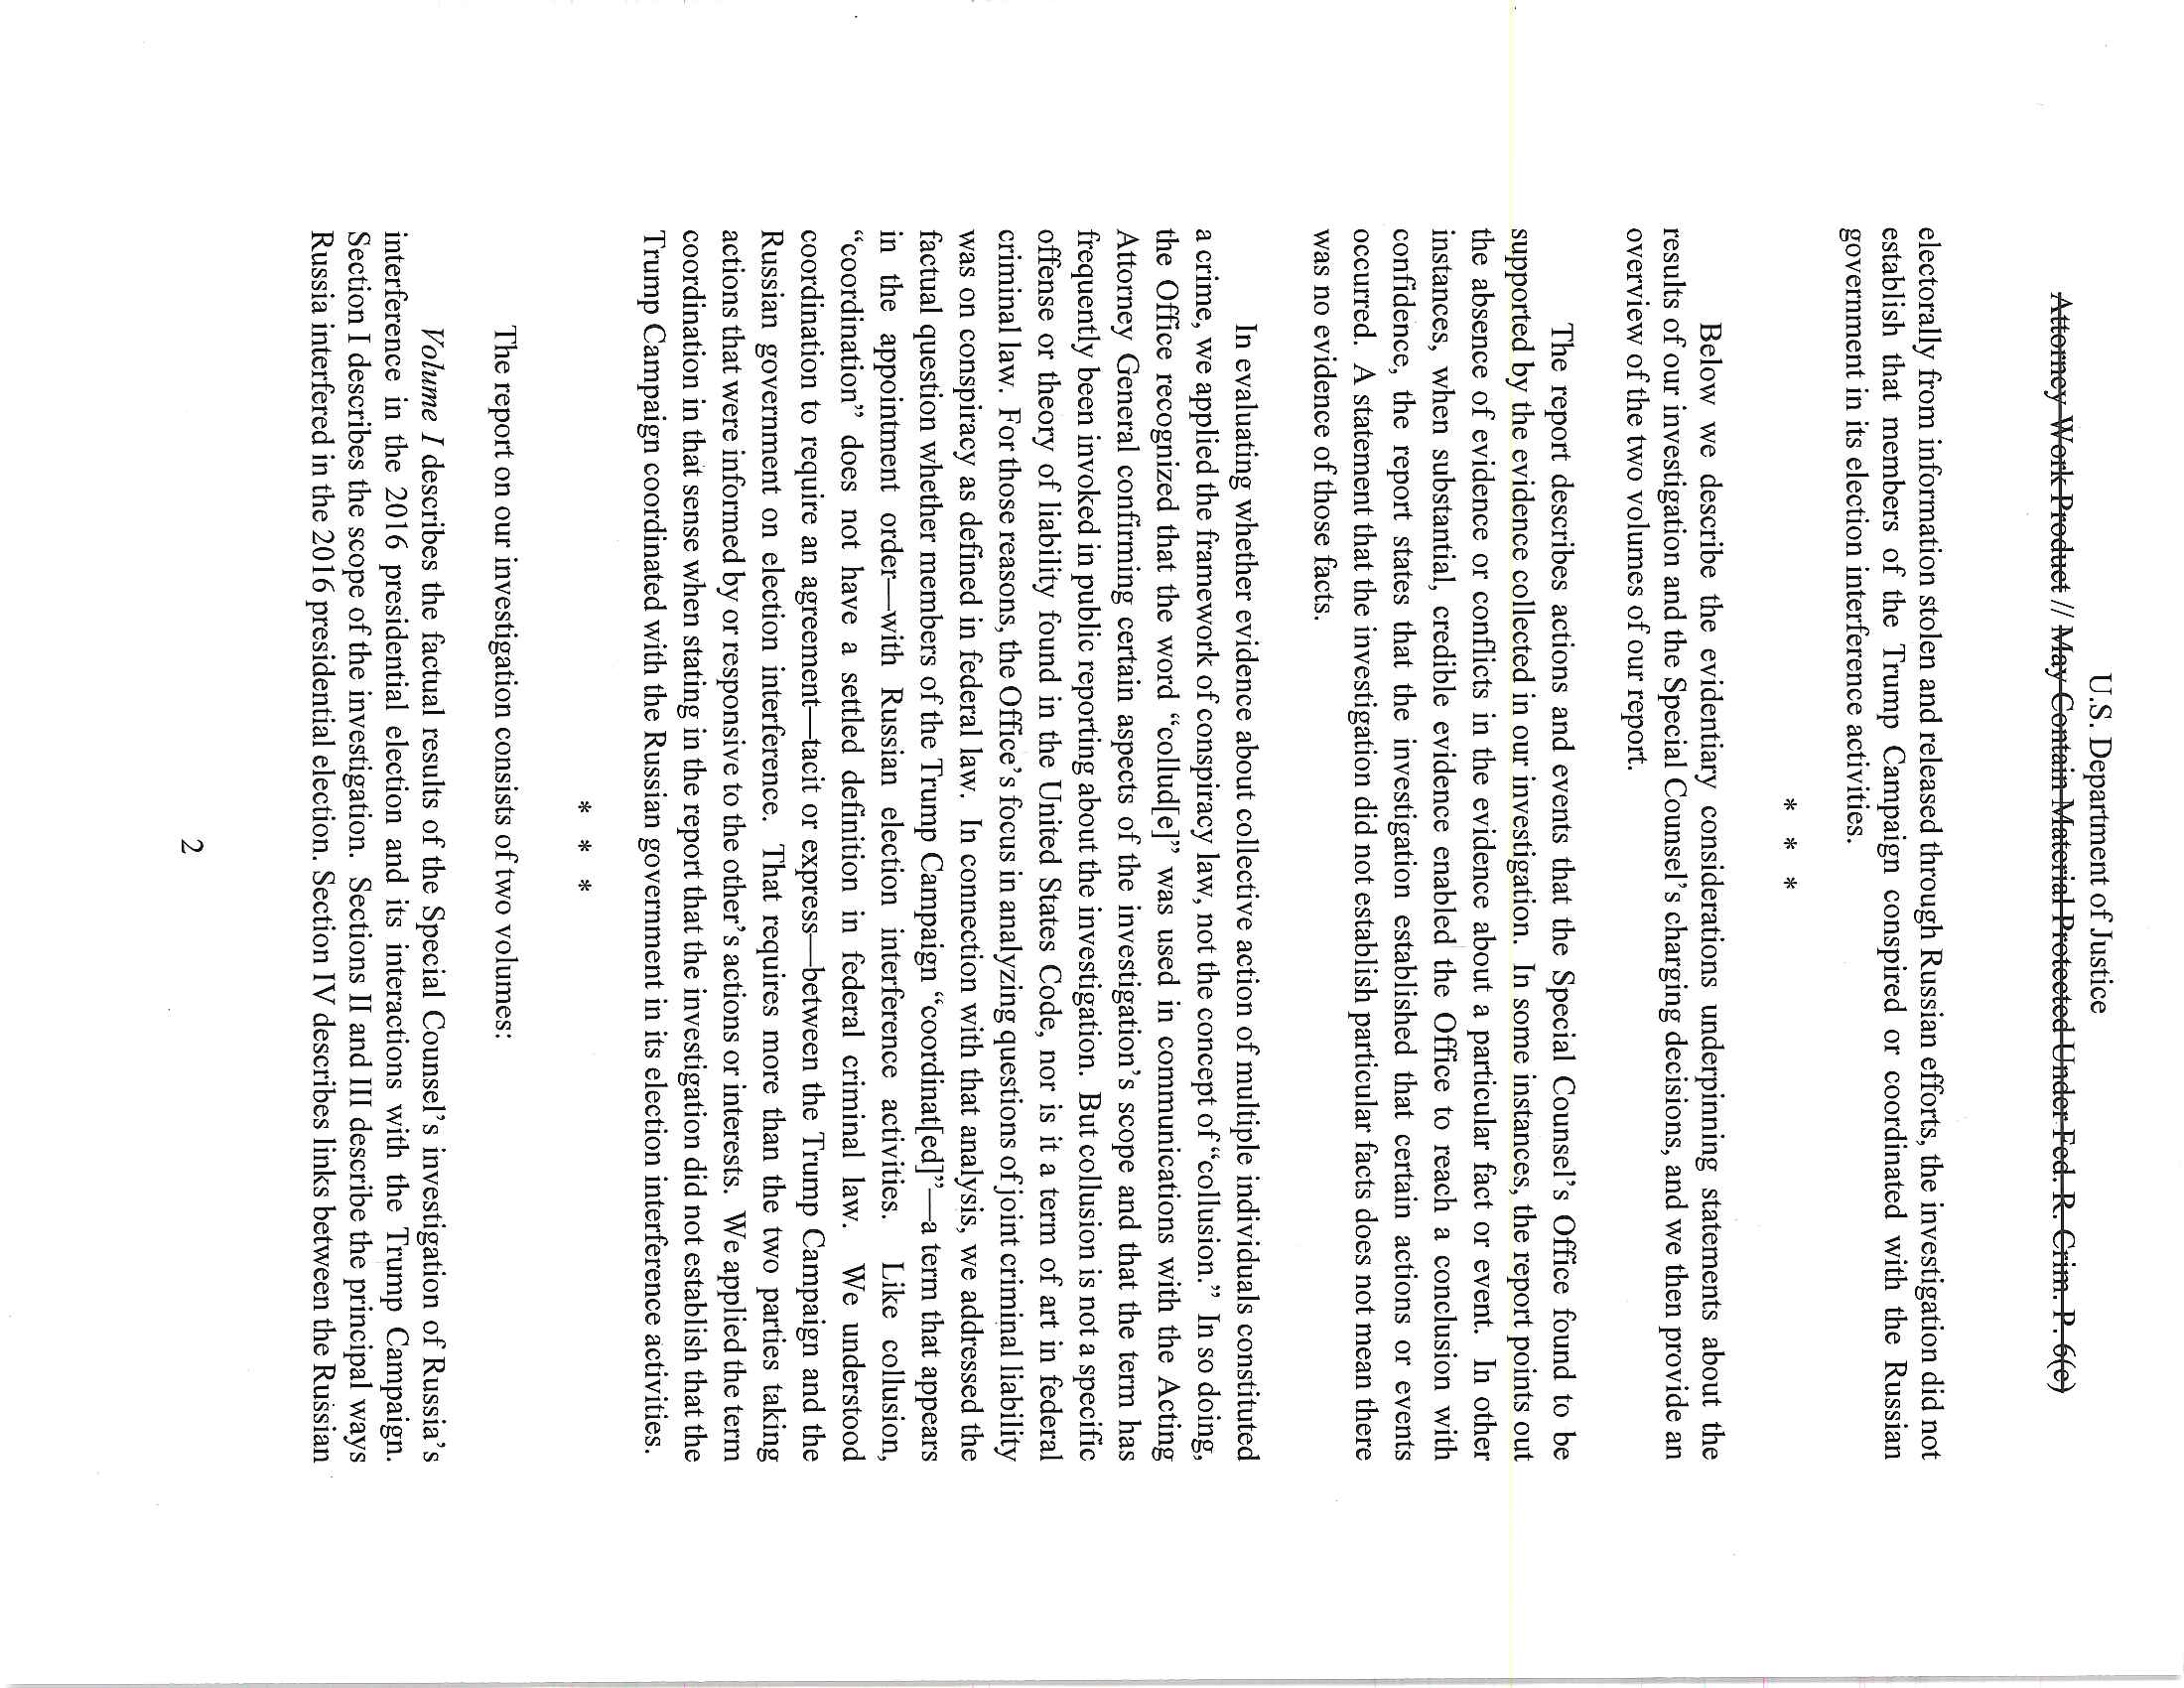 U.S. Department of Justice
Attorney Work Product // May Contain Material Protected Under Fed. R. Crim. P. 6(e)
electorally from information stolen and released through Russian efforts, the investigation did not
establish that members of the Trump Campaign conspired or coordinated with the Russian
government in its election interference activities.
* * *
Below we describe the evidentiary considerations underpinning statements about the
results of our investigation and the Special Counsel's charging decisions, and we then provide an
overview of the two volumes of our report.
The report describes actions and events that the Special Counsel's Office found to be
supported by the evidence collected in our investigation. In some instances, the report points out
the absence of evidence or conflicts in the evidence about a particular fact or event. In other
instances, when substantial, credible evidence enabled the Office to reach a conclusion with
confidence, the report states that the investigation established that certain actions or events
occurred. A statement that the investigation did not establish particular facts does not mean there
was no evidence of those facts.
In evaluating whether evidence about collective action of multiple individuals constituted
a crime, we applied the framework of conspiracy law, not the concept of “collusion.” In so doing,
the Office recognized that the word “collud[e]” was used in communications with the Acting
Attorney General confirming certain aspects of the investigation's scope and that the term has
frequently been invoked in public reporting about the investigation. But collusion is not a specific
offense or theory of liability found in the United States Code, nor is it a term of art in federal
criminal law. For those reasons, the Office's focus in analyzing questions of joint criminal liability
was on conspiracy as defined in federal law. In connection with that analysis, we addressed the
factual question whether members of the Trump Campaign “coordinat[ed]”—a term that appears
in the appointment order—with Russian election interference activities. Like collusion,
“coordination” does not have a settled definition in federal criminal law. We understood
coordination to require an agreement—tacit or express—between the Trump Campaign and the
Russian government on election interference. That requires more than the two parties taking
actions that were informed by or responsive to the other's actions or interests. We applied the term
coordination in that sense when stating in the report that the investigation did not establish that the
Trump Campaign coordinated with the Russian government in its election interference activities.
* * *
The report on our investigation consists of two volumes:
Volume I describes the factual results of the Special Counsel's investigation of Russia's
interference in the 2016 presidential election and its interactions with the Trump Campaign.
Section I describes the scope of the investigation. Sections II and III describe the principal ways
Russia interfered in the 2016 presidential election. Section IV describes links between the Russian
2